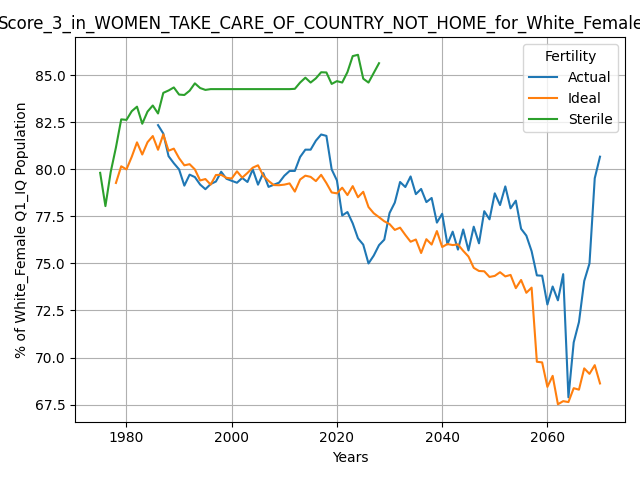 Score_3_in_WOMEN_TAKE_CARE_OF_COUNTRY_NOT_HOME_for_White_Female
% of White_Female Q1_IQ Population
85.0
82.5
80.0
77.5
75.0
72.5
70.0
67.5
Fertility
Actual
Ideal
Sterile
1980
2000
2020
2040
2060
Years